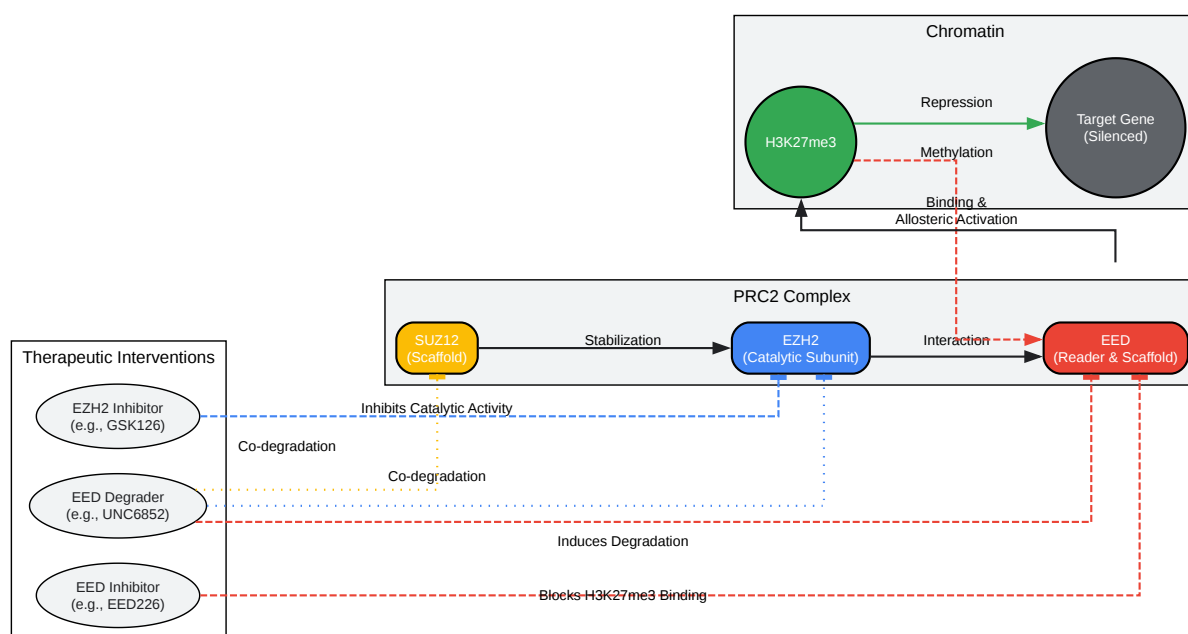 Chromatin
Repression
H3K27me3
Target Gene
(Silenced)
Methylation
Binding &
Allosteric Activation
PRC2 Complex
SUZ12
(Scaffold)
Stabilization
EZH2
(Catalytic Subunit)
Interaction
EED
(Reader & Scaffold)
Therapeutic Interventions
EZH2 Inhibitor
(e.g., GSK126)
Inhibits Catalytic Activity
Co-degradation
Co-degradation
EED Degrader
(e.g., UNC6852)
Induces Degradation
EED Inhibitor
(e.g., EED226)
Blocks H3K27me3 Binding